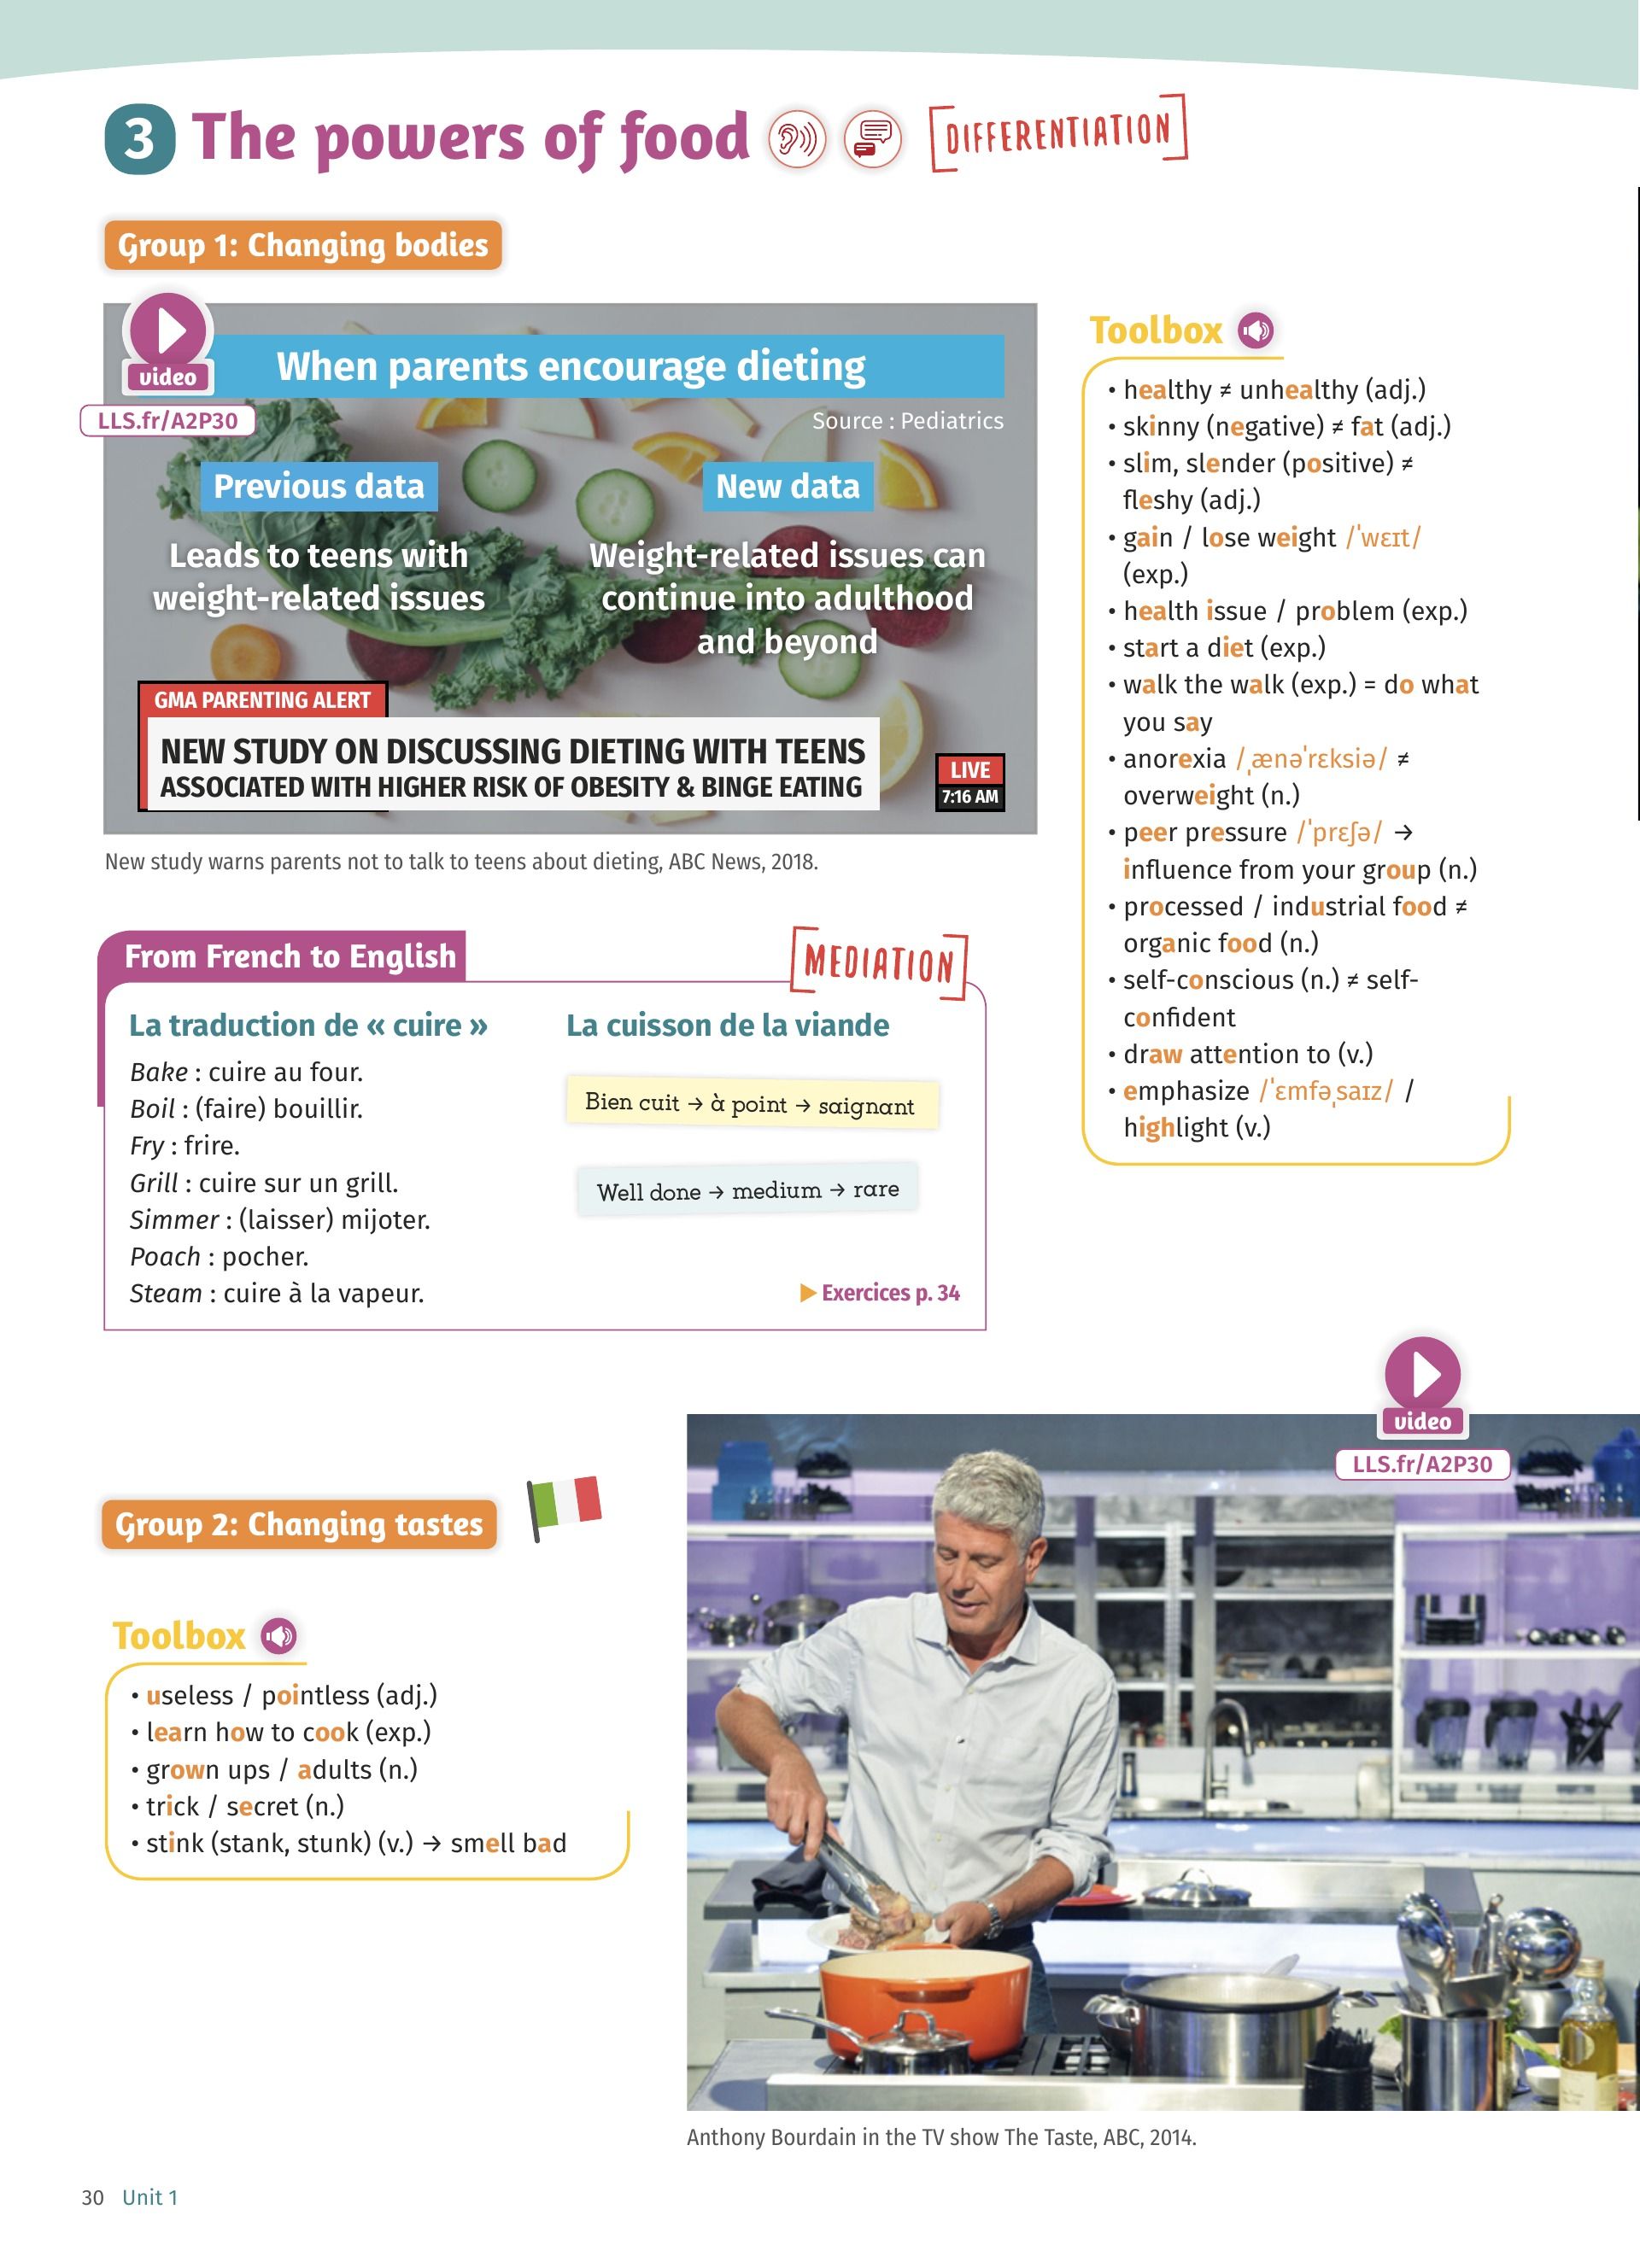 3 The powers of food
DIFFERENTIATION
Group 1: Changing bodies
video
LLS.fr/A2P30
When parents encourage dieting
Source : Pediatrics
Previous data
Leads to teens with
weight-related issues
New data
Weight-related issues can
continue into adulthood
and beyond
GMA PARENTING ALERT
NEW STUDY ON DISCUSSING DIETING WITH TEENS
ASSOCIATED WITH HIGHER RISK OF OBESITY & BINGE EATING
LIVE
7:16 AM
New study warns parents not to talk to teens about dieting, ABC News, 2018.
Toolbox
• healthy ≠ unhealthy (adj.)
• skinny (negative) ≠ fat (adj.)
• slim, slender (positive) ≠
fleshy (adj.)
• gain / lose weight /ˈwɛɪt/
(exp.)
• health issue / problem (exp.)
• start a diet (exp.)
• walk the walk (exp.) = do what
you say
• anorexia /ˌænəˈrɛksiə/ ≠
overweight (n.)
• peer pressure /ˈprɛʃə/ →
influence from your group (n.)
• processed / industrial food ≠
organic food (n.)
• self-conscious (n.) ≠ self-
confident
• draw attention to (v.)
• emphasize /ˈɛmfəˌsaɪz/ /
highlight (v.)
From French to English
MEDIATION
La traduction de « cuire »
Bake : cuire au four.
Boil : (faire) bouillir.
Fry : frire.
Grill : cuire sur un grill.
Simmer : (laisser) mijoter.
Poach : pocher.
Steam : cuire à la vapeur.
La cuisson de la viande
Bien cuit → à point → saignant
Well done → medium → rare
Exercices p. 34
Group 2: Changing tastes
Toolbox
• useless / pointless (adj.)
• learn how to cook (exp.)
• grown ups / adults (n.)
• trick / secret (n.)
• stink (stank, stunk) (v.) → smell bad
video
LLS.fr/A2P30
Anthony Bourdain in the TV show The Taste, ABC, 2014.
30 Unit 1